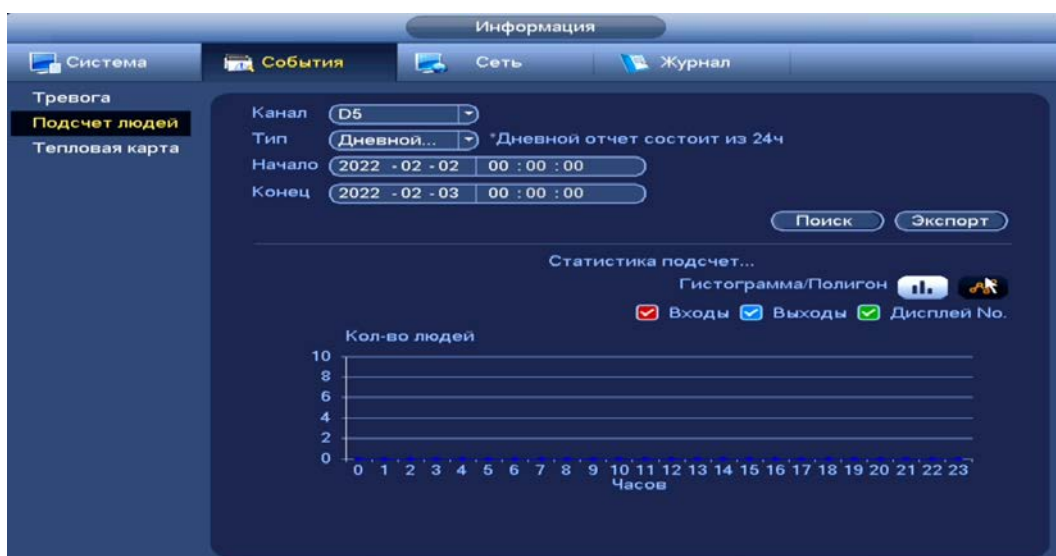 Информация
Система События Сеть Журнал
Тревога
Подсчет людей
Тепловая карта
Канал D5
Тип Дневной... *Дневной отчет состоит из 24ч
Начало 2022 - 02 - 02 00 : 00 : 00
Конец 2022 - 02 - 03 00 : 00 : 00
Поиск Экспорт
Статистика подсчет...
Гистограмма/Полигон
Входы Выходы Дисплей No.
Кол-во людей
10
8
6
4
2
0
0 1 2 3 4 5 6 7 8 9 10 11 12 13 14 15 16 17 18 19 20 21 22 23
Часов